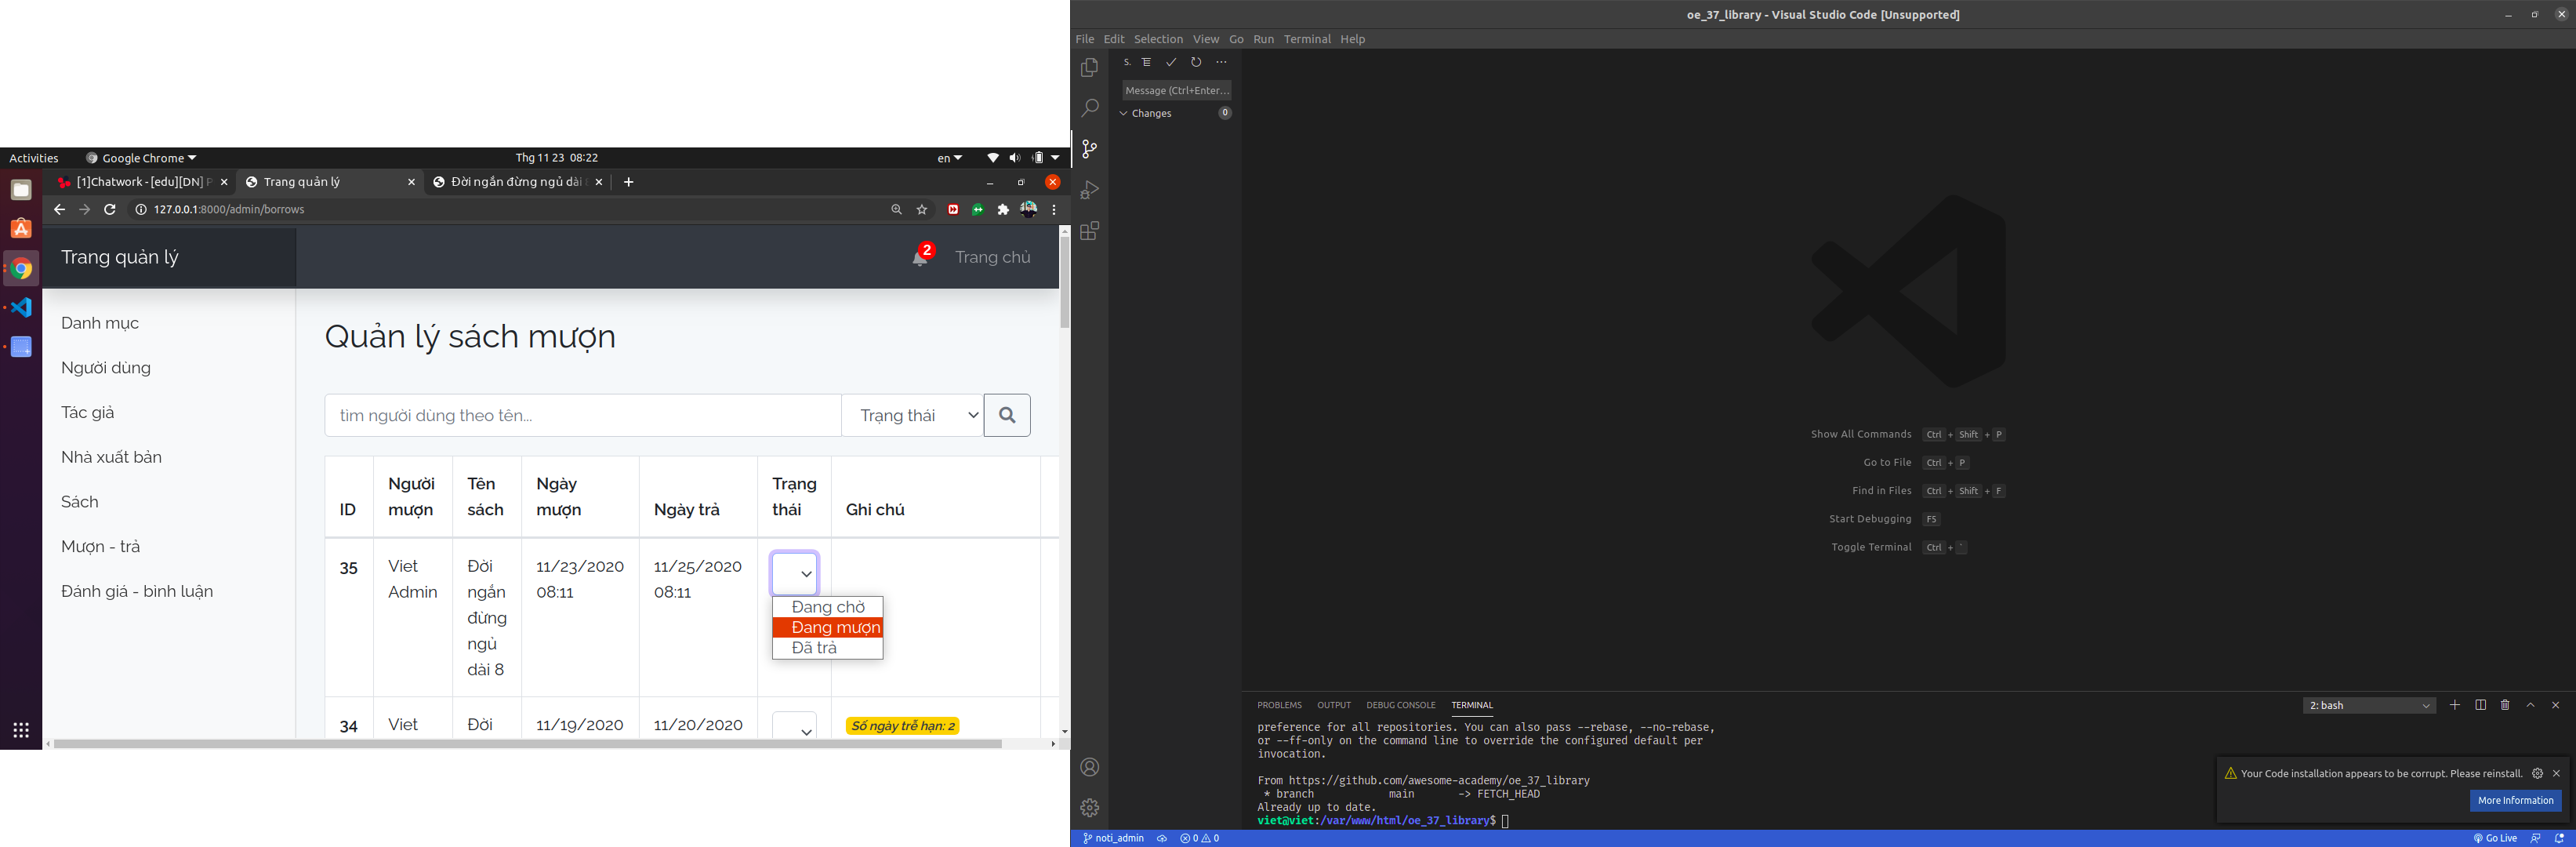 Activities
Google Chrome
Thg 11 23 08:22
en
[1]Chatwork - [edu][DN] P
Trang quản lý
Đời ngắn đừng ngủ dài
127.0.0.1:8000/admin/borrows
Trang quản lý
2
Trang chủ
Danh mục
Người dùng
Tác giả
Nhà xuất bản
Sách
Mượn - trả
Đánh giá - bình luận
Quản lý sách mượn
tìm người dùng theo tên...
Trạng thái
ID
Người mượn
Tên sách
Ngày mượn
Ngày trả
Trạng thái
Ghi chú
35
Viet Admin
Đời ngắn đừng ngủ dài 8
11/23/2020 08:11
11/25/2020 08:11
Đang chờ
Đang mượn
Đã trả
34
Viet
Đời
11/19/2020
11/20/2020
Số ngày trễ hạn: 2
oe_37_library - Visual Studio Code [Unsupported]
File Edit Selection View Go Run Terminal Help
S.
Message (Ctrl+Enter...
Changes
0
Show All Commands Ctrl + Shift + P
Go to File Ctrl + P
Find in Files Ctrl + Shift + F
Start Debugging F5
Toggle Terminal Ctrl + `
PROBLEMS OUTPUT DEBUG CONSOLE TERMINAL
2: bash
preference for all repositories. You can also pass --rebase, --no-rebase,
or --ff-only on the command line to override the configured default per
invocation.
From https://github.com/awesome-academy/oe_37_library
* branch main -> FETCH_HEAD
Already up to date.
viet@viet:/var/www/html/oe_37_library$
Your Code installation appears to be corrupt. Please reinstall.
More Information
noti_admin
0
0
Go Live